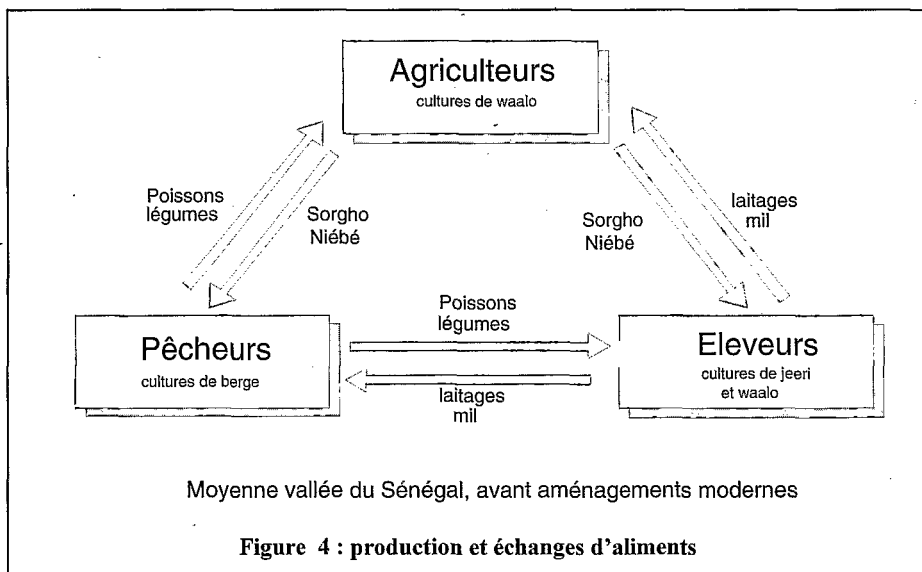 Agriculteurs
cultures de waalo
Poissons
légumes
Sorgho
Niébé
Sorgho
Niébé
laitages
mil
Pêcheurs
cultures de berge
Poissons
légumes
laitages
mil
Eleveurs
cultures de jeeri
et waalo
Moyenne vallée du Sénégal, avant aménagements modernes
Figure 4 : production et échanges d'aliments